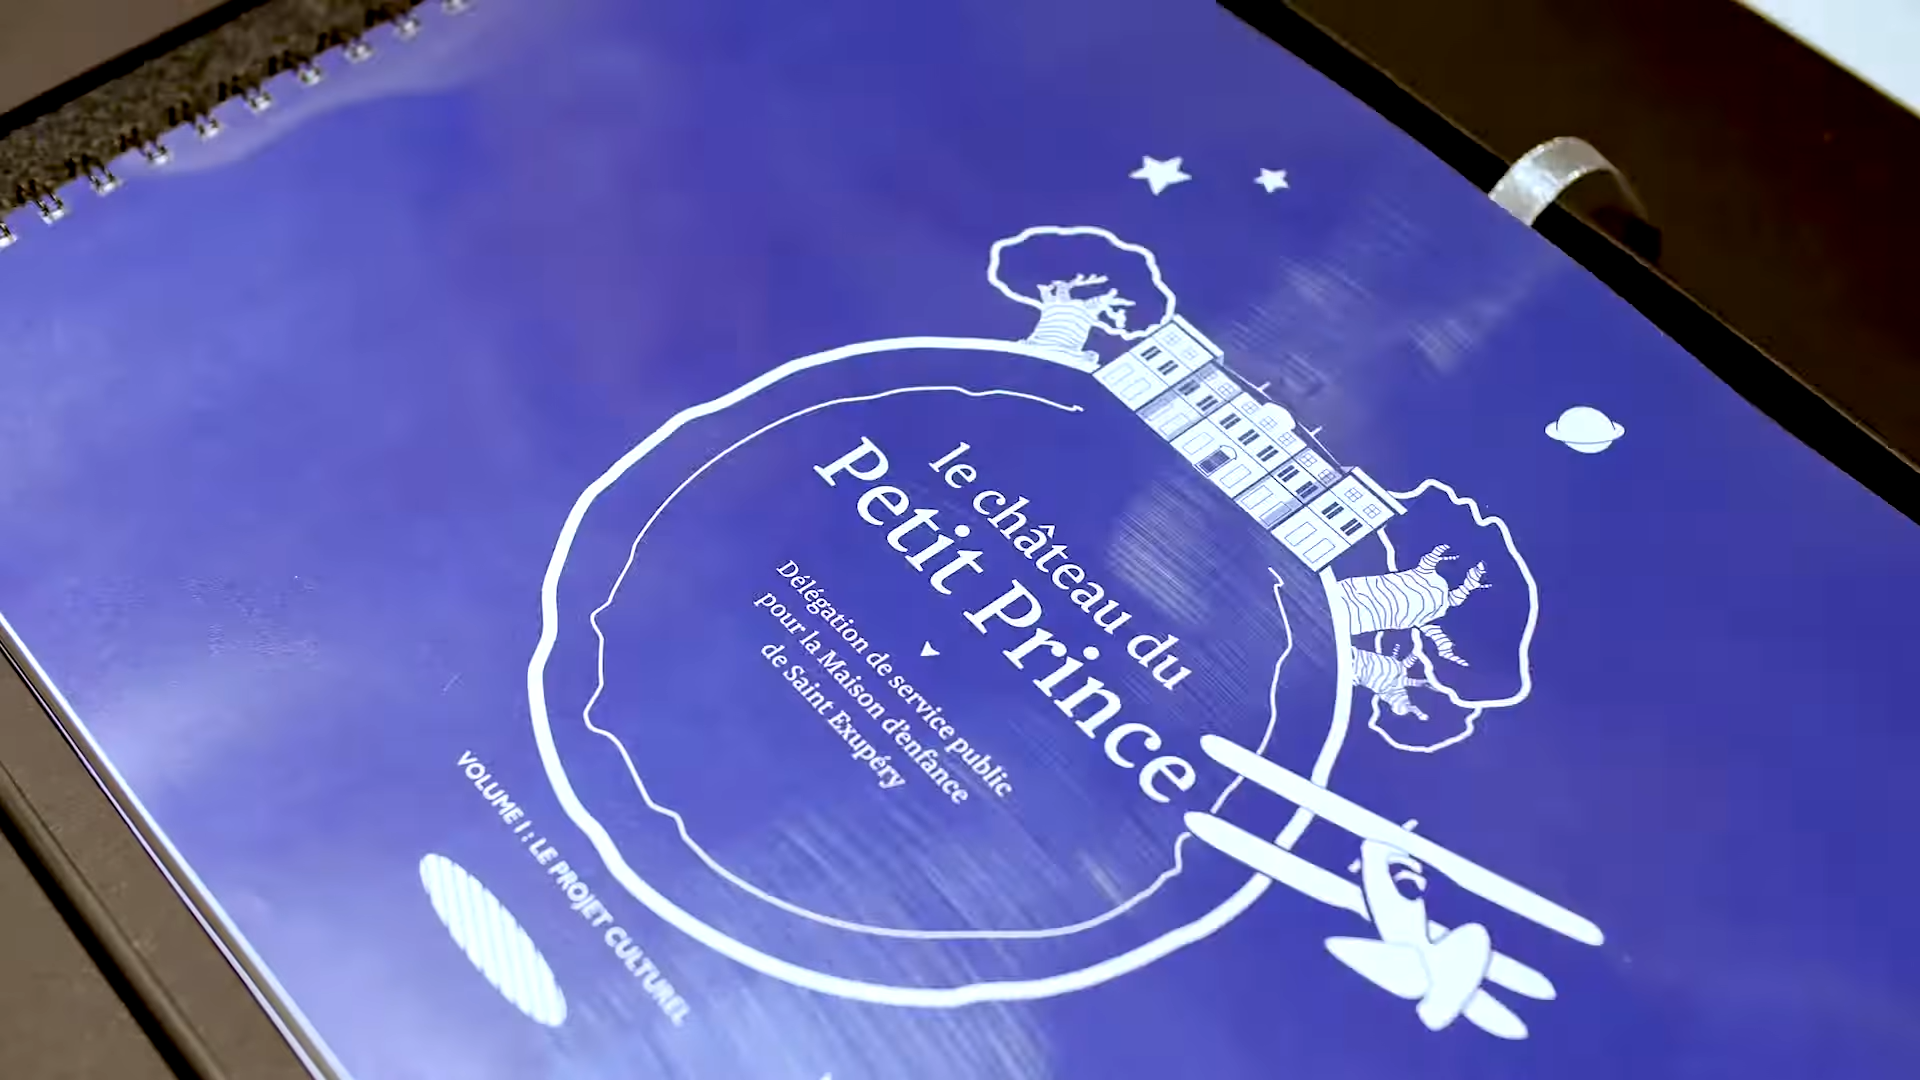 le château du
Petit Prince
Délégation de service public
pour la Maison d'enfance
de Saint Exupéry
VOLUME I : LE PROJET CULTUREL